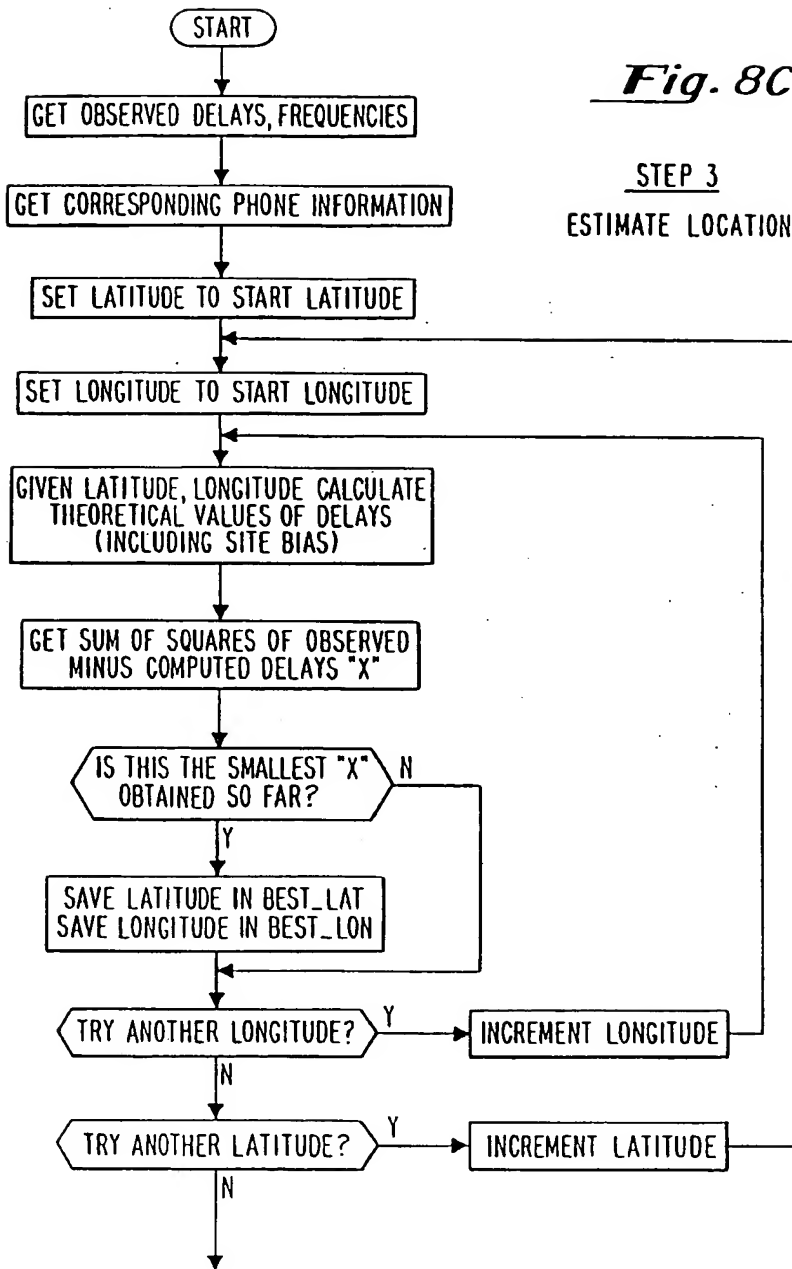 START
Fig. 8C
GET OBSERVED DELAYS, FREQUENCIES
STEP 3
GET CORRESPONDING PHONE INFORMATION
ESTIMATE LOCATION
SET LATITUDE TO START LATITUDE
SET LONGITUDE TO START LONGITUDE
GIVEN LATITUDE, LONGITUDE CALCULATE
THEORETICAL VALUES OF DELAYS
(INCLUDING SITE BIAS)
GET SUM OF SQUARES OF OBSERVED
MINUS COMPUTED DELAYS "X"
IS THIS THE SMALLEST "X"
OBTAINED SO FAR?
N
Y
SAVE LATITUDE IN BEST_LAT
SAVE LONGITUDE IN BEST_LON
TRY ANOTHER LONGITUDE?
Y
INCREMENT LONGITUDE
N
TRY ANOTHER LATITUDE?
Y
INCREMENT LATITUDE
N